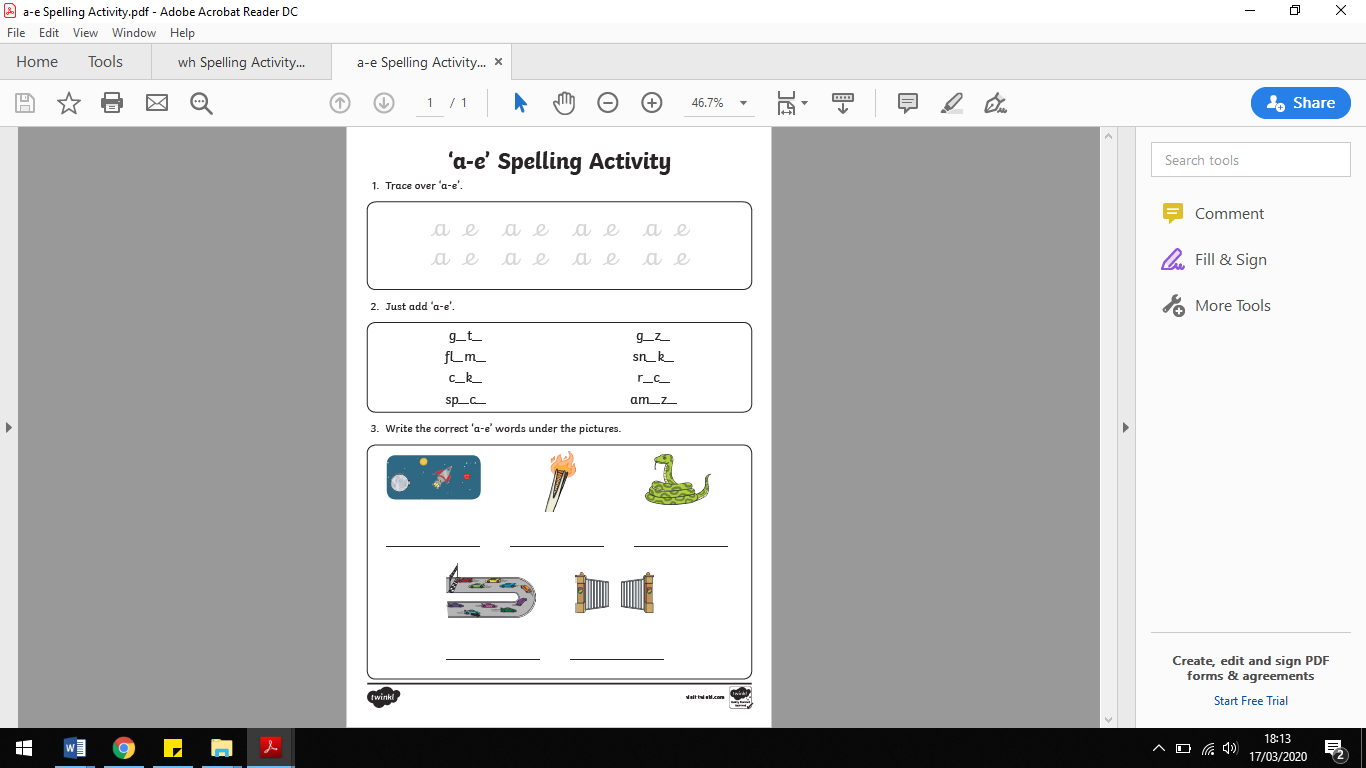 a-e Spelling Activity.pdf - Adobe Acrobat Reader DC
File Edit View Window Help
Home Tools wh Spelling Activity... a-e Spelling Activity... ×
1 / 1 46.7% Share
‘a-e’ Spelling Activity
1. Trace over ‘a-e’.
a e a e a e a e
a e a e a e a e
2. Just add ‘a-e’.
g_t_ g_z_
fl_m_ sn_k_
c_k_ r_c_
sp_c_ am_z_
3. Write the correct ‘a-e’ words under the pictures.
twinkl visit twinkl.com twinkl
Search tools
Comment
Fill & Sign
More Tools
Create, edit and sign PDF
forms & agreements
Start Free Trial
18:13
17/03/2020
2